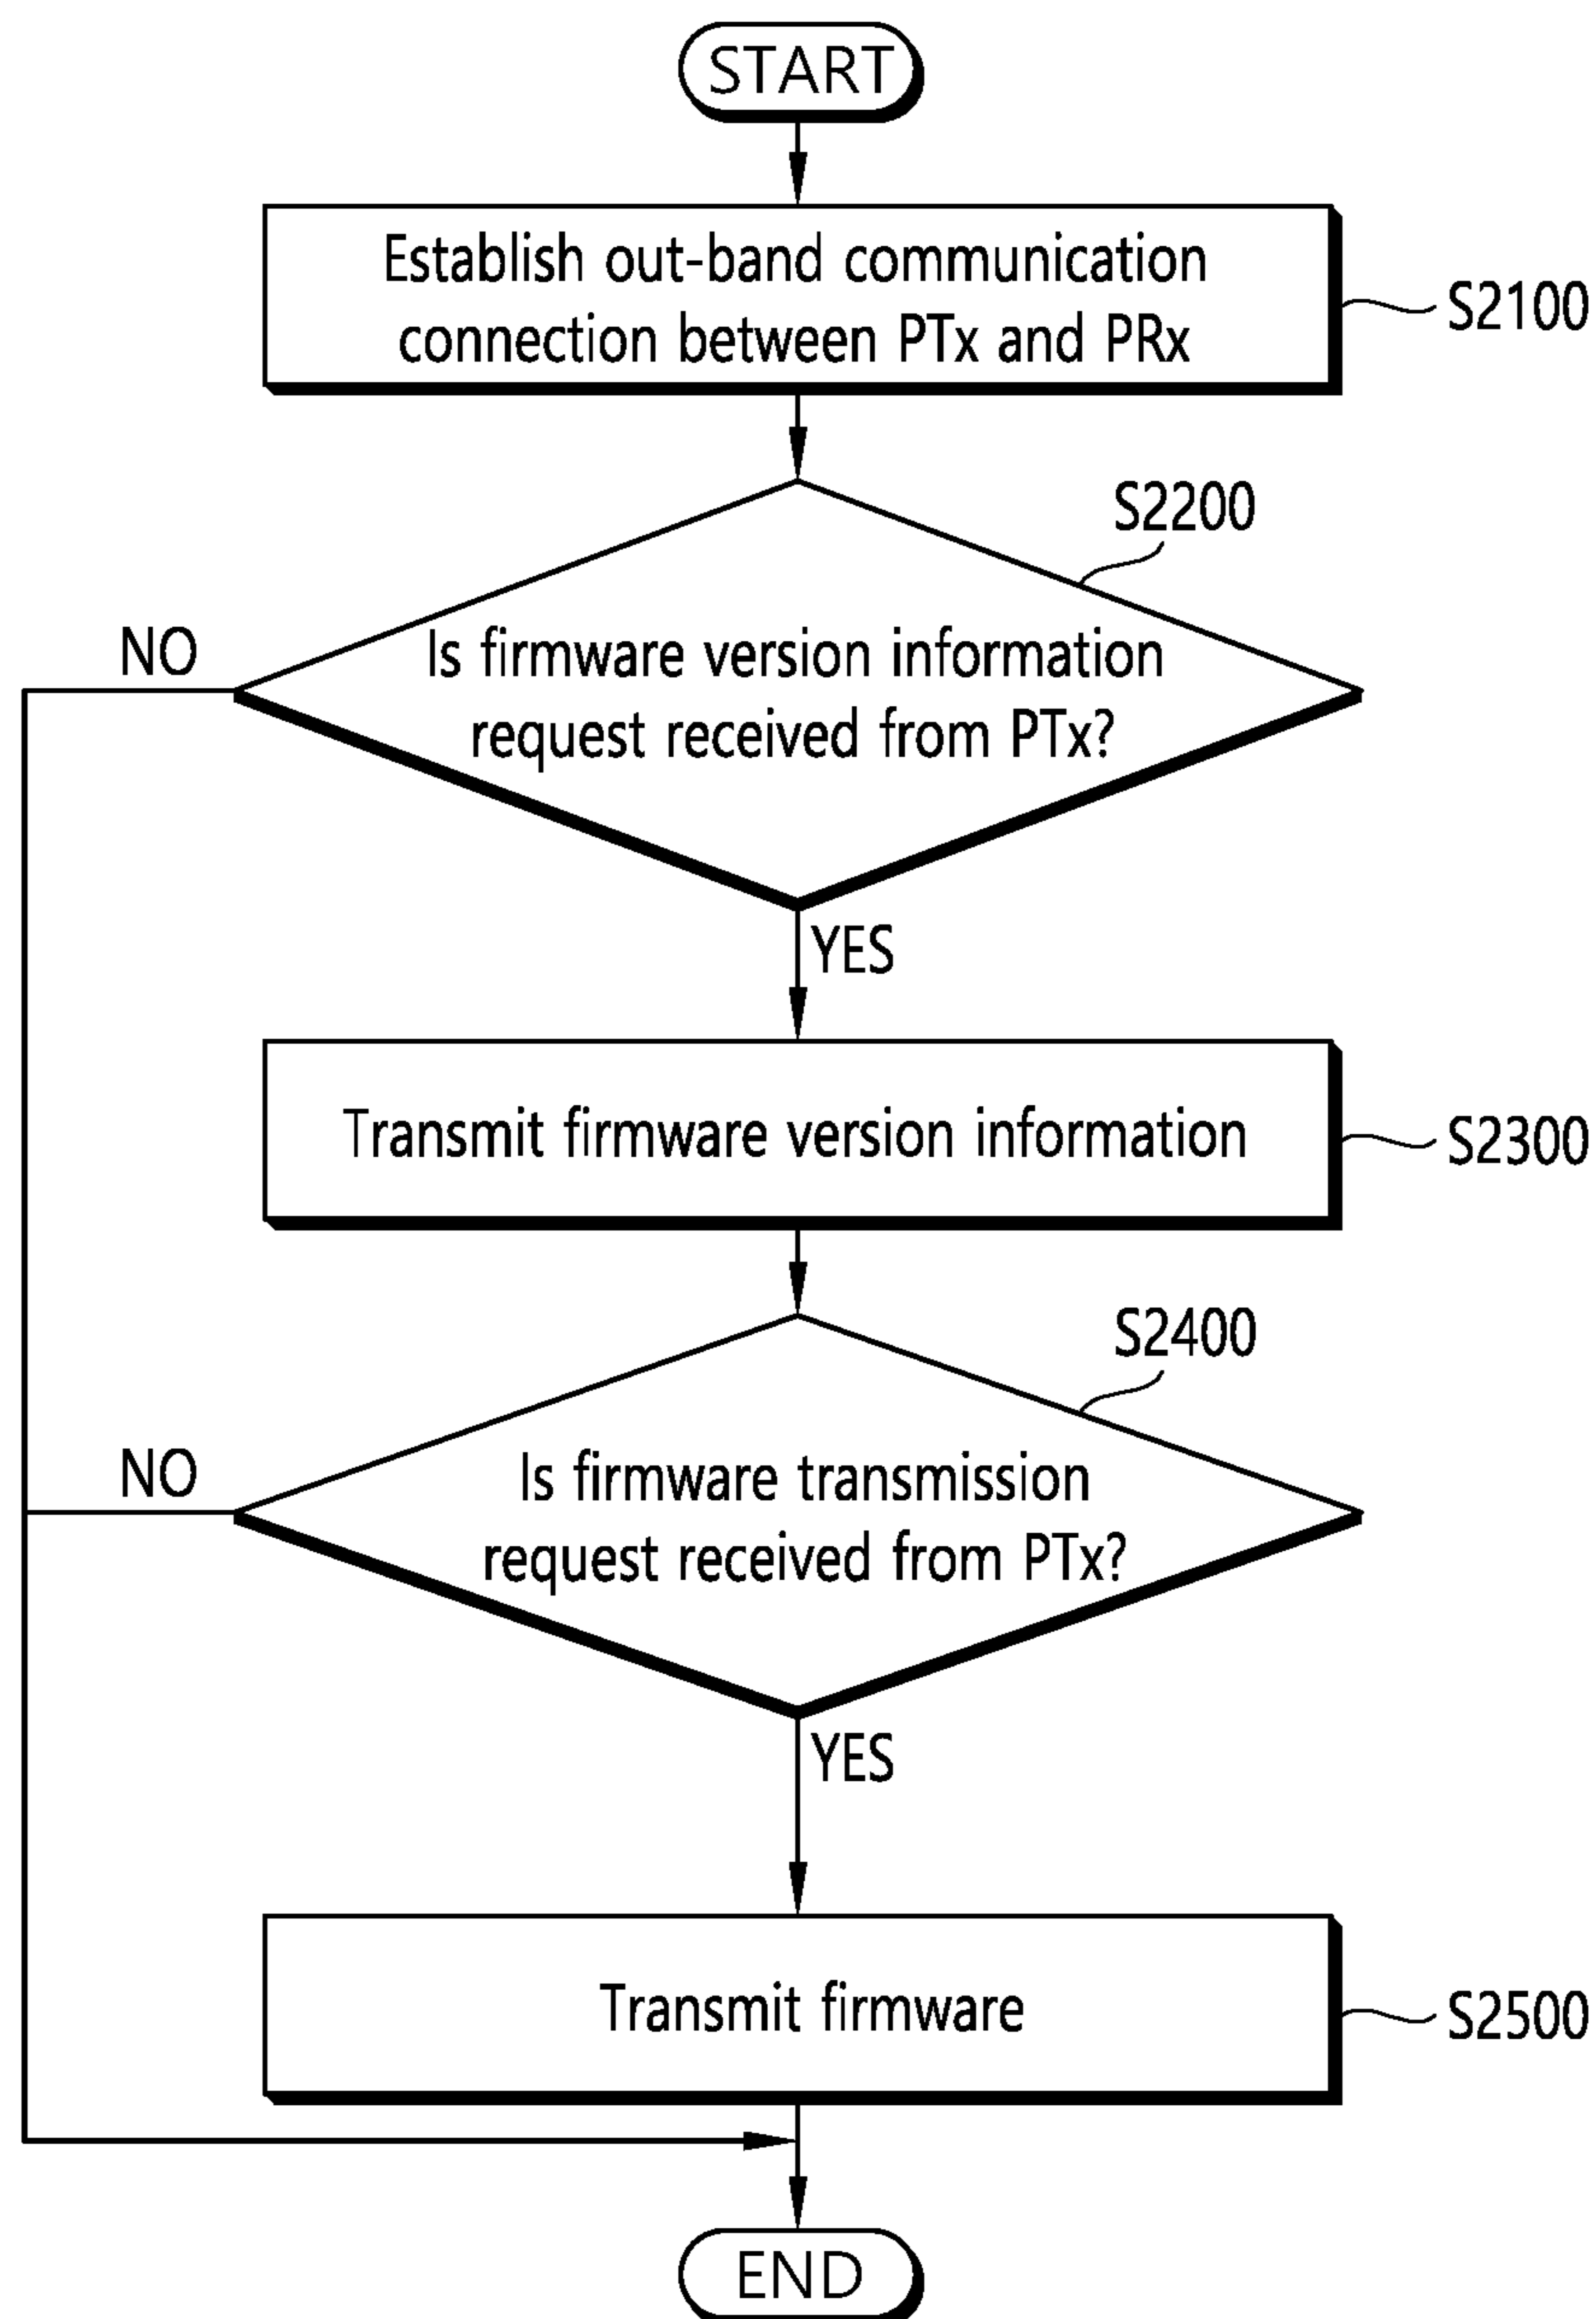 START
Establish out-band communication
connection between PTx and PRx
S2100
S2200
NO
Is firmware version information
request received from PTx?
YES
Transmit firmware version information
S2300
S2400
NO
Is firmware transmission
request received from PTx?
YES
Transmit firmware
S2500
END